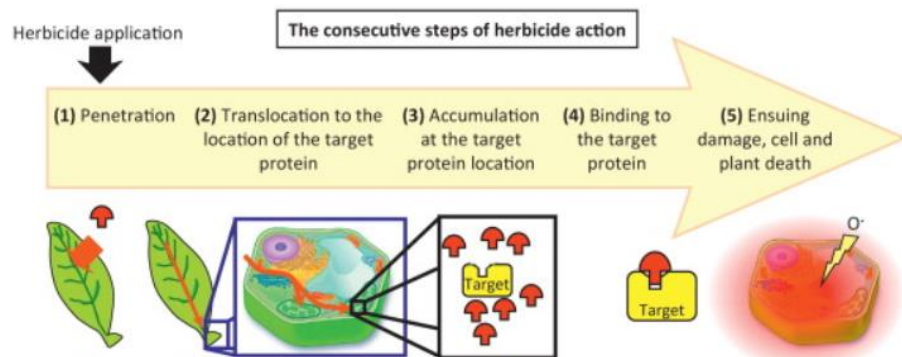 Herbicide application
The consecutive steps of herbicide action
(1) Penetration
(2) Translocation to the
location of the target
protein
(3) Accumulation
at the target
protein location
(4) Binding to
the target
protein
(5) Ensuing
damage, cell and
plant death
Target
Target
O-